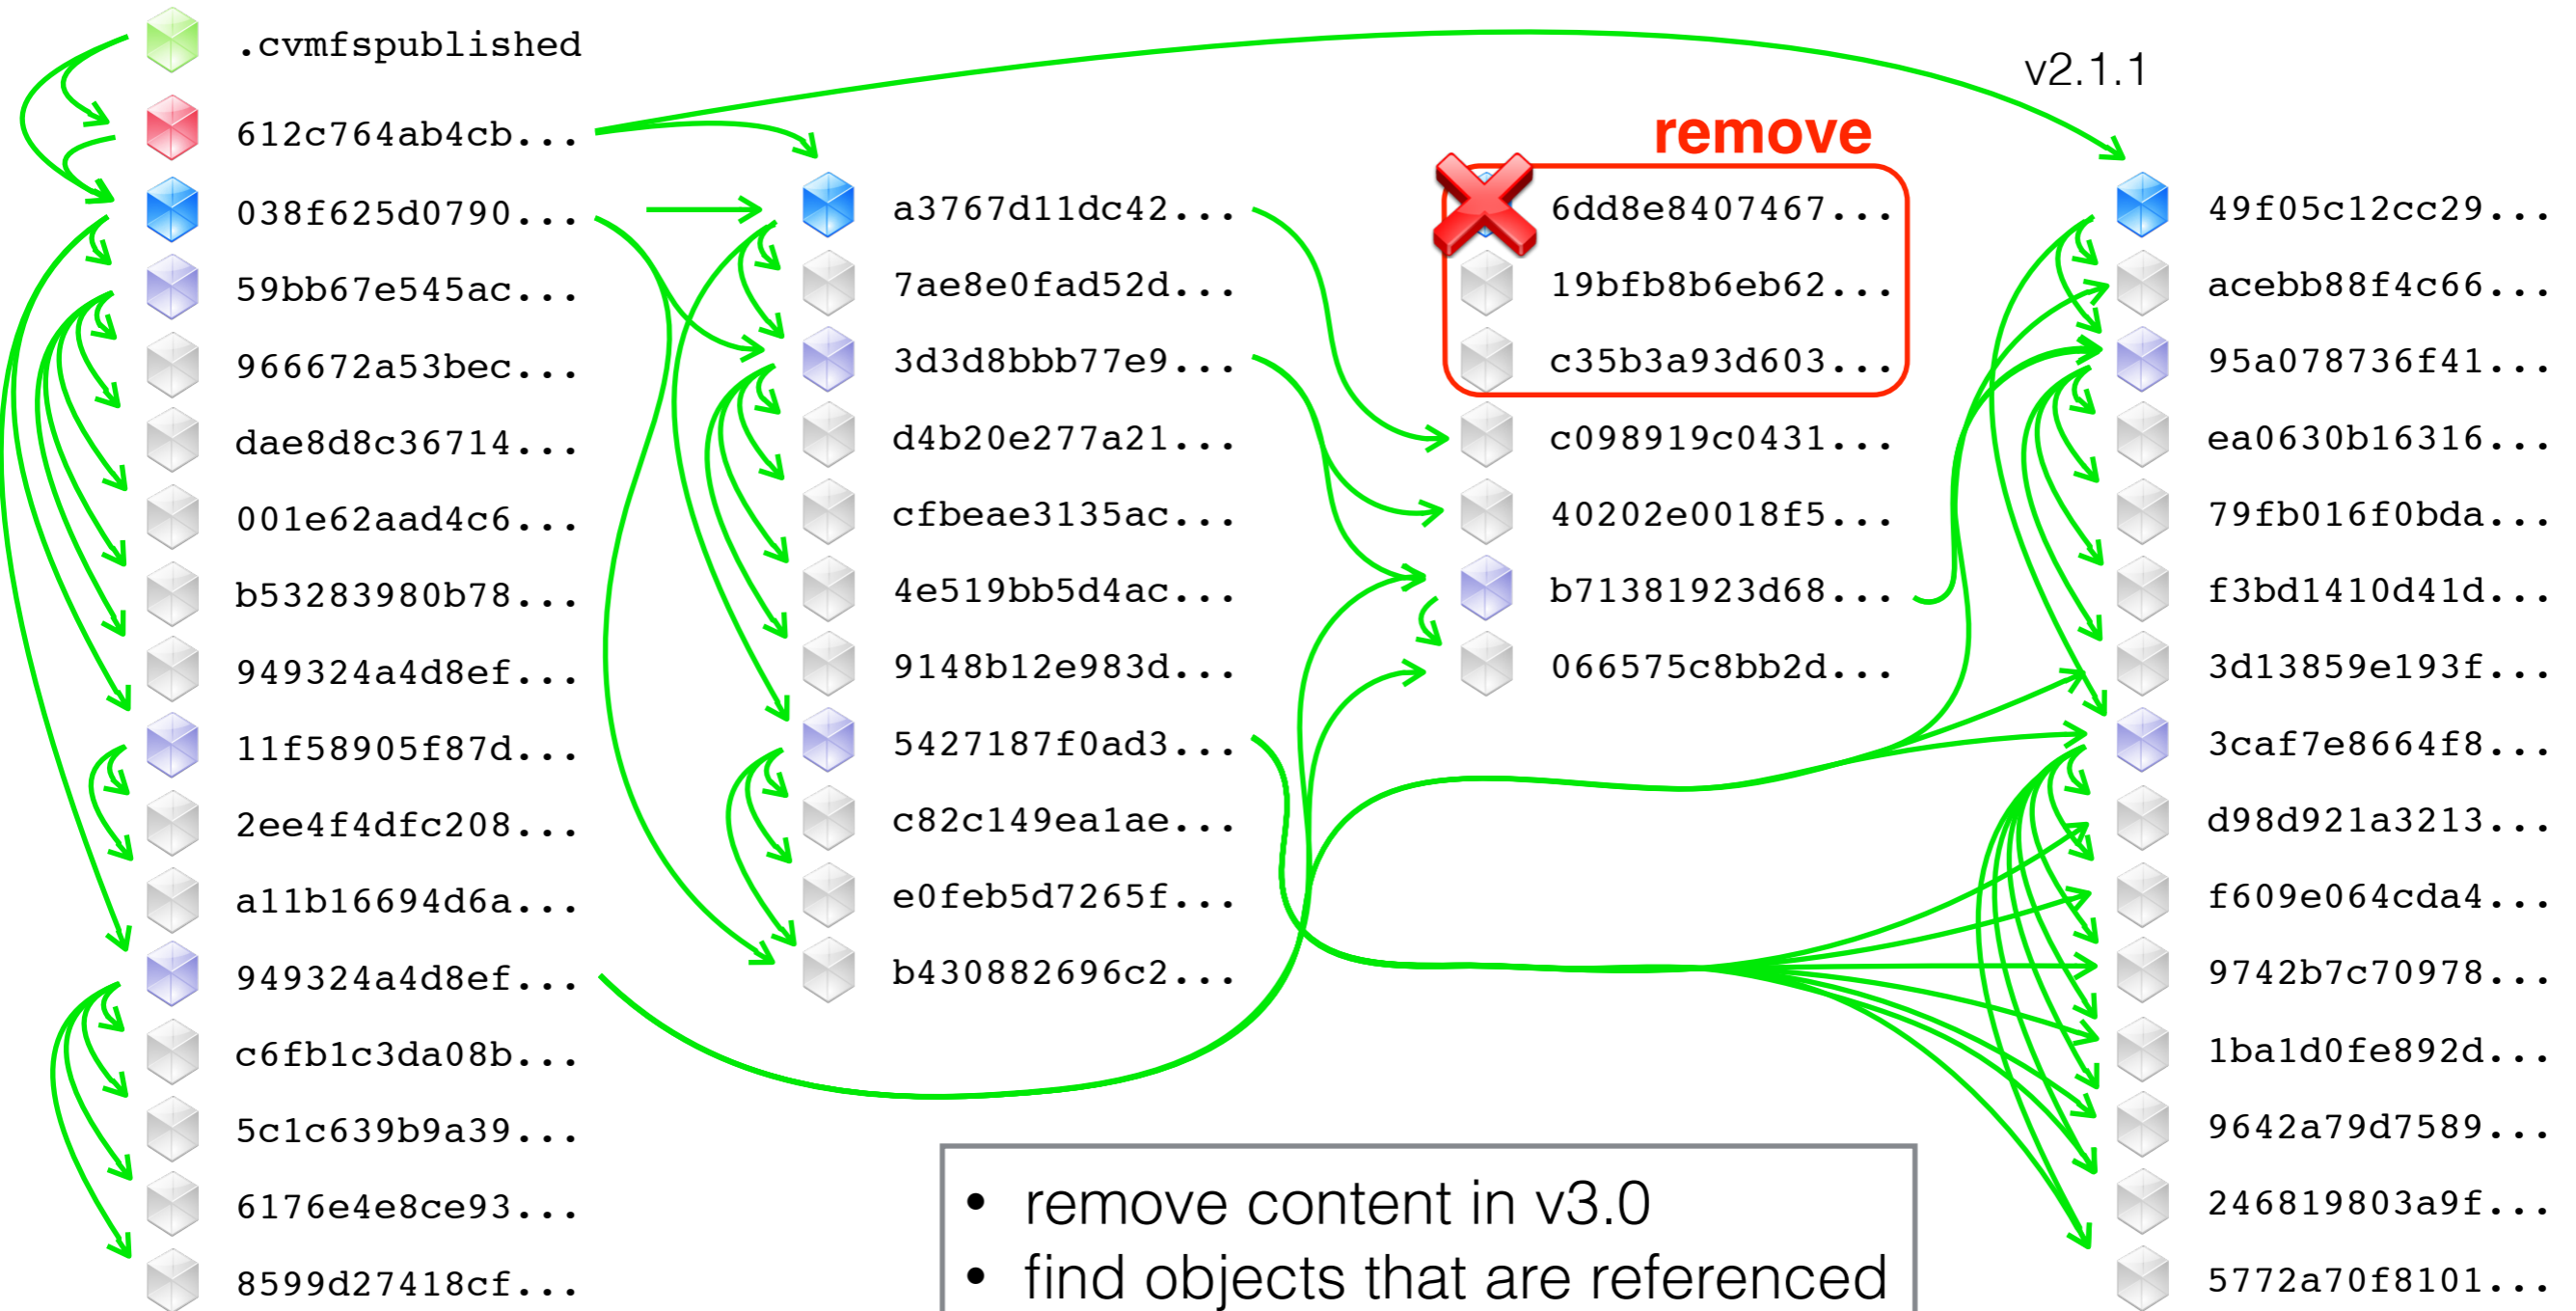 .cvmfspublished
612c764ab4cb...
038f625d0790...
59bb67e545ac...
966672a53bec...
dae8d8c36714...
001e62aad4c6...
b53283980b78...
949324a4d8ef...
11f58905f87d...
2ee4f4dfc208...
a11b16694d6a...
949324a4d8ef...
c6fb1c3da08b...
5c1c639b9a39...
6176e4e8ce93...
8599d27418cf...
a3767d11dc42...
7ae8e0fad52d...
3d3d8bbb77e9...
d4b20e277a21...
cfbeae3135ac...
4e519bb5d4ac...
9148b12e983d...
5427187f0ad3...
c82c149ea1ae...
e0feb5d7265f...
b430882696c2...
remove
6dd8e8407467...
19bfb8b6eb62...
c35b3a93d603...
c098919c0431...
40202e0018f5...
b71381923d68...
066575c8bb2d...
v2.1.1
49f05c12cc29...
acebb88f4c66...
95a078736f41...
ea0630b16316...
79fb016f0bda...
f3bd1410d41d...
3d13859e193f...
3caf7e8664f8...
d98d921a3213...
f609e064cda4...
9742b7c70978...
1ba1d0fe892d...
9642a79d7589...
246819803a9f...
5772a70f8101...
• remove content in v3.0
• find objects that are referenced